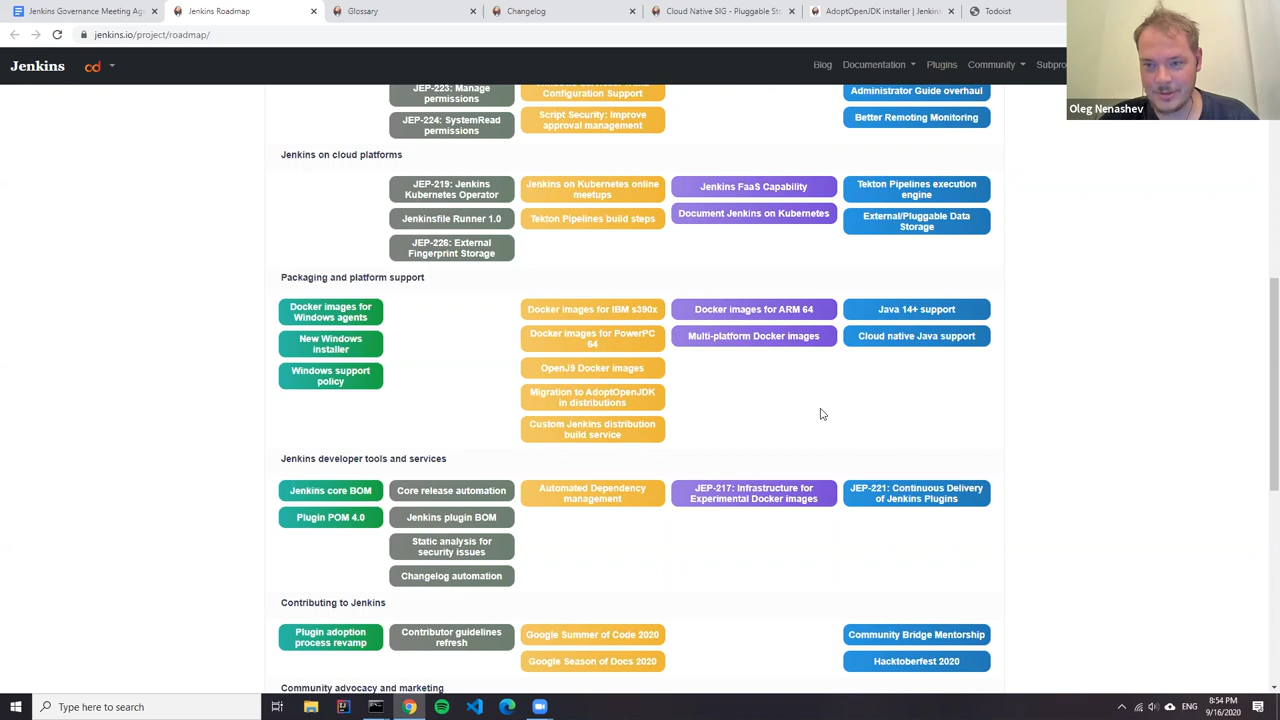 Jenkins Governance Meeting Age
Jenkins Roadmap
Glossary
Changelog
Cloud Native SIG - Pluggable Sto
AdoptOpenJDK installer | Jenkins
Todoist
jenkins.io/project/roadmap/
Jenkins
cd
Blog
Documentation
Plugins
Community
Subpro
Oleg Nenashev
JEP-223: Manage
permissions
Configuration Support
Administrator Guide overhaul
JEP-224: SystemRead
permissions
Script Security: Improve
approval management
Better Remoting Monitoring
Jenkins on cloud platforms
JEP-219: Jenkins
Kubernetes Operator
Jenkins on Kubernetes online
meetups
Jenkins FaaS Capability
Tekton Pipelines execution
engine
Jenkinsfile Runner 1.0
Tekton Pipelines build steps
Document Jenkins on Kubernetes
External/Pluggable Data
Storage
JEP-226: External
Fingerprint Storage
Packaging and platform support
Docker images for
Windows agents
Docker images for IBM s390x
Docker images for ARM 64
Java 14+ support
New Windows
installer
Docker images for PowerPC
64
Multi-platform Docker images
Cloud native Java support
Windows support
policy
OpenJ9 Docker images
Migration to AdoptOpenJDK
in distributions
Custom Jenkins distribution
build service
Jenkins developer tools and services
Jenkins core BOM
Core release automation
Automated Dependency
management
JEP-217: Infrastructure for
Experimental Docker images
JEP-221: Continuous Delivery
of Jenkins Plugins
Plugin POM 4.0
Jenkins plugin BOM
Static analysis for
security issues
Changelog automation
Contributing to Jenkins
Plugin adoption
process revamp
Contributor guidelines
refresh
Google Summer of Code 2020
Community Bridge Mentorship
Google Season of Docs 2020
Hacktoberfest 2020
Community advocacy and marketing
Type here to search
8:54 PM
9/16/2020